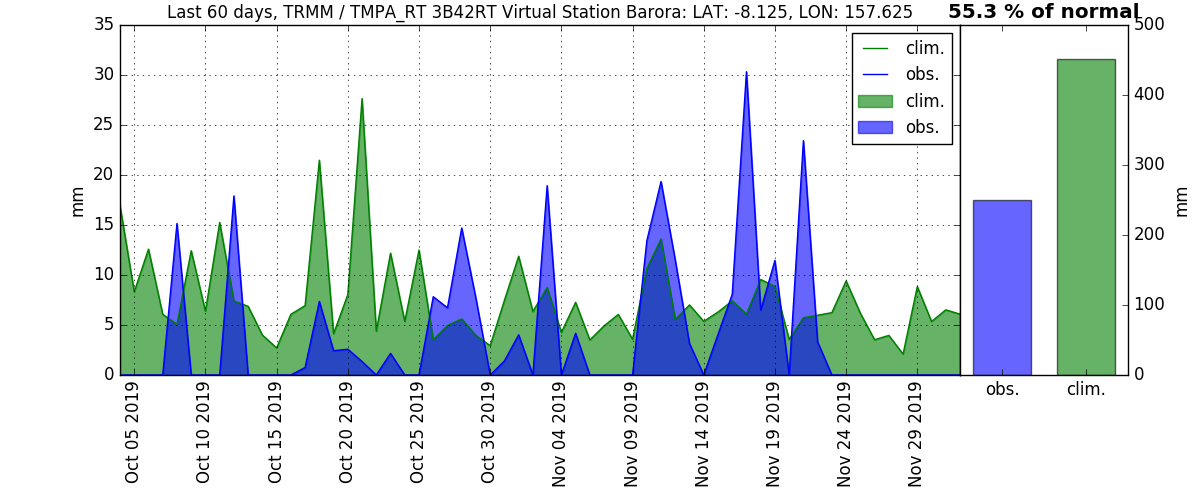 Last 60 days, TRMM / TMPA_RT 3B42RT Virtual Station Barora: LAT: -8.125, LON: 157.625
55.3 % of normal
35
30
25
20
15
10
5
0
mm
clim.
obs.
clim.
obs.
500
400
300
200
100
0
mm
obs.
clim.
Oct 05 2019
Oct 10 2019
Oct 15 2019
Oct 20 2019
Oct 25 2019
Oct 30 2019
Nov 04 2019
Nov 09 2019
Nov 14 2019
Nov 19 2019
Nov 24 2019
Nov 29 2019